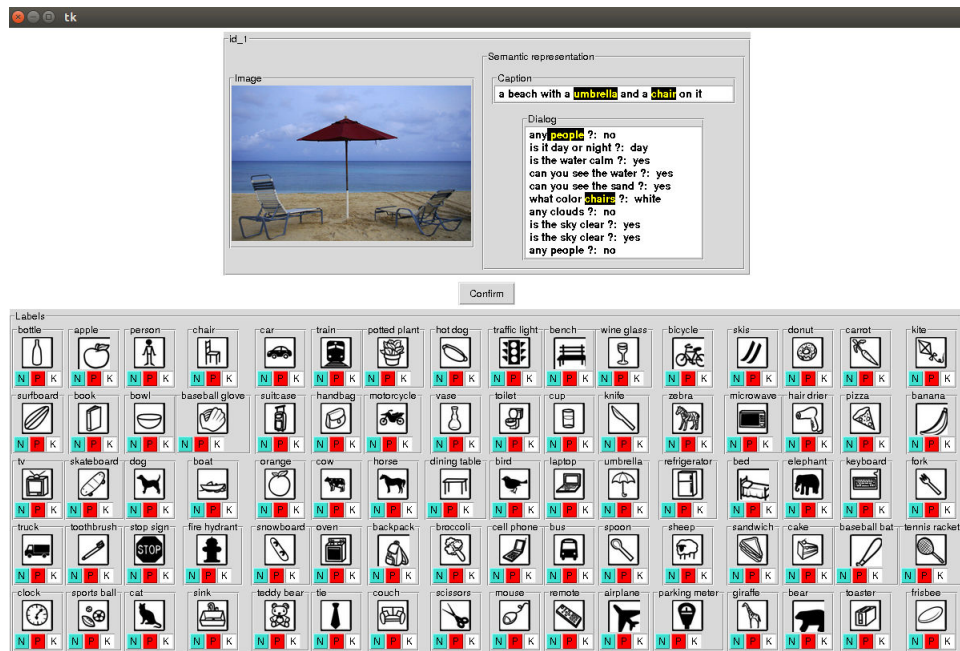 tk
id_1
Semantic representation
Image
Caption
a beach with a umbrella and a chair on it
Dialog
any people ?: no
is it day or night ?: day
is the water calm ?: yes
can you see the water ?: yes
can you see the sand ?: yes
what color chairs ?: white
any clouds ?: no
is the sky clear ?: yes
is the sky clear ?: yes
any people ?: no
Confirm
Labels
bottle apple person chair car train potted plant hot dog traffic light bench wine glass bicycle skis donut carrot kite
N P K N P K N P K N P K N P K N P K N P K N P K N P K N P K N P K N P K N P K N P K N P K N P K
surfboard book bowl baseball glove suitcase handbag motorcycle vase toilet cup knife zebra microwave hair drier pizza banana
N P K N P K N P K N P K N P K N P K N P K N P K N P K N P K N P K N P K N P K N P K N P K N P K
tv skateboard dog boat orange cow horse dining table bird laptop umbrella refrigerator bed elephant keyboard fork
N P K N P K N P K N P K N P K N P K N P K N P K N P K N P K N P K N P K N P K N P K N P K N P K
truck toothbrush stop sign fire hydrant snowboard oven backpack broccoli cell phone bus spoon sheep sandwich cake baseball bat tennis racket
STOP
N P K N P K N P K N P K N P K N P K N P K N P K N P K N P K N P K N P K N P K N P K N P K N P K
clock sports ball cat sink teddy bear tie couch scissors mouse remote airplane parking meter giraffe bear toaster frisbee
N P K N P K N P K N P K N P K N P K N P K N P K N P K N P K N P K N P K N P K N P K N P K N P K